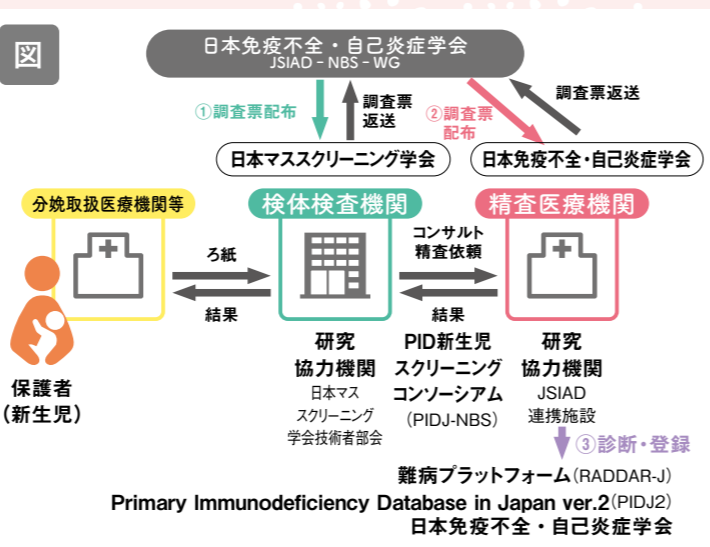 図
日本免疫不全・自己炎症学会
JSIAD－NBS－WG
①調査票配布
調査票
返送
②調査票
配布
調査票返送
日本マススクリーニング学会
日本免疫不全・自己炎症学会
分娩取扱医療機関等
検体検査機関
精査医療機関
ろ紙
結果
コンサルト
精査依頼
結果
保護者
（新生児）
研究
協力機関
日本マス
スクリーニング
学会技術者部会
PID新生児
スクリーニング
コンソーシアム
(PIDJ-NBS)
研究
協力機関
JSIAD
連携施設
③診断・登録
難病プラットフォーム(RADDAR-J)
Primary Immunodeficiency Database in Japan ver.2(PIDJ2)
日本免疫不全・自己炎症学会